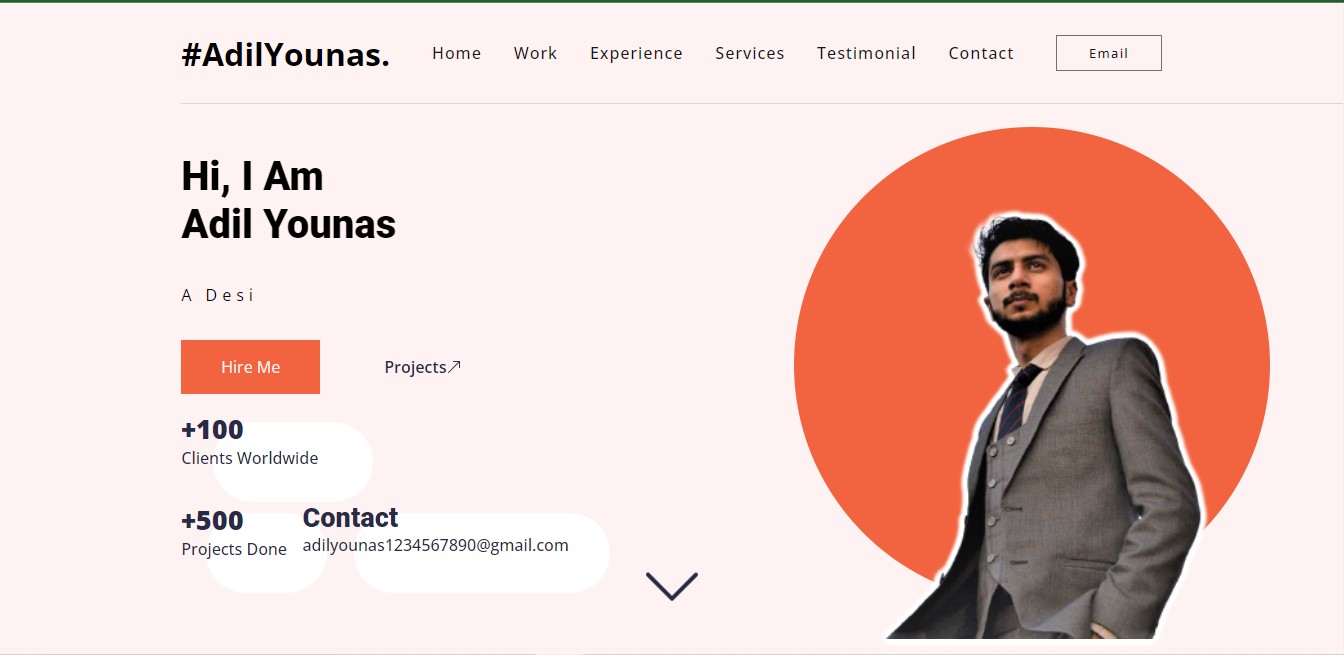 #AdilYounas.
Home Work Experience Services Testimonial Contact Email
Hi, I Am
Adil Younas
A Desi
Hire Me Projects
+100
Clients Worldwide
+500
Projects Done
Contact
adilyounas1234567890@gmail.com